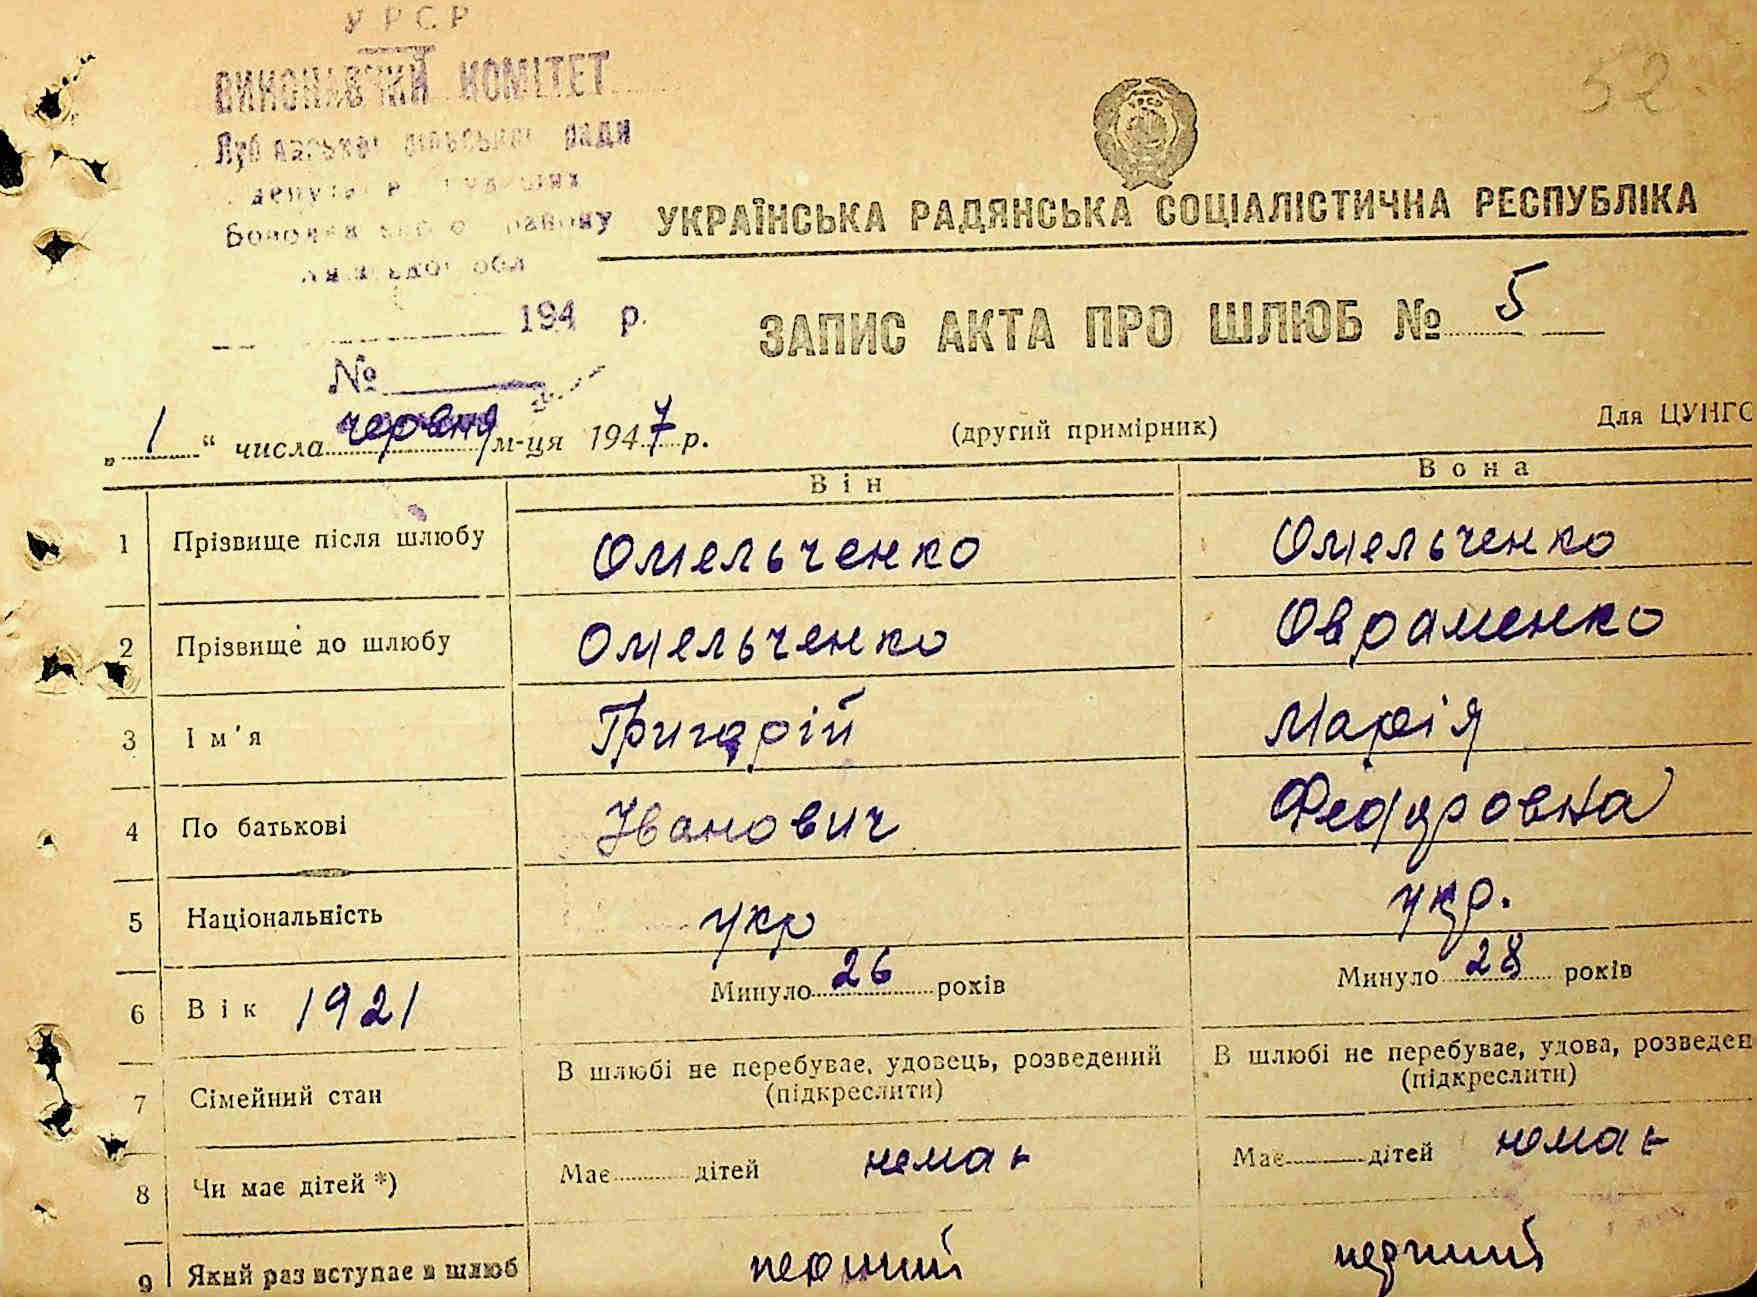 УРСР
ВИКОНАВЧИЙ КОМІТЕТ
ради
р.
194 р.
№
52
УКРАЇНСЬКА РАДЯНСЬКА СОЦІАЛІСТИЧНА РЕСПУБЛІКА
ЗАПИС АКТА ПРО ШЛЮБ № 5
„ 1 “ числа червня м-ця 1947 р.
(другий примірник)
Для ЦУНГО
Він Вона
1 Прізвище після шлюбу Омельченко Омельченко
2 Прізвище до шлюбу Омельченко Овраменко
3 Ім'я Григорій Марія
4 По батькові Іванович Федоровна
5 Національність укр укр.
6 Вік 1921 Минуло 26 років Минуло 28 років
7 Сімейний стан В шлюбі не перебуває, удовець, розведений В шлюбі не перебуває, удова, розведен
(підкреслити) (підкреслити)
8 Чи має дітей *) Має дітей немає Має дітей немає
9 Який раз вступає в шлюб перший перший